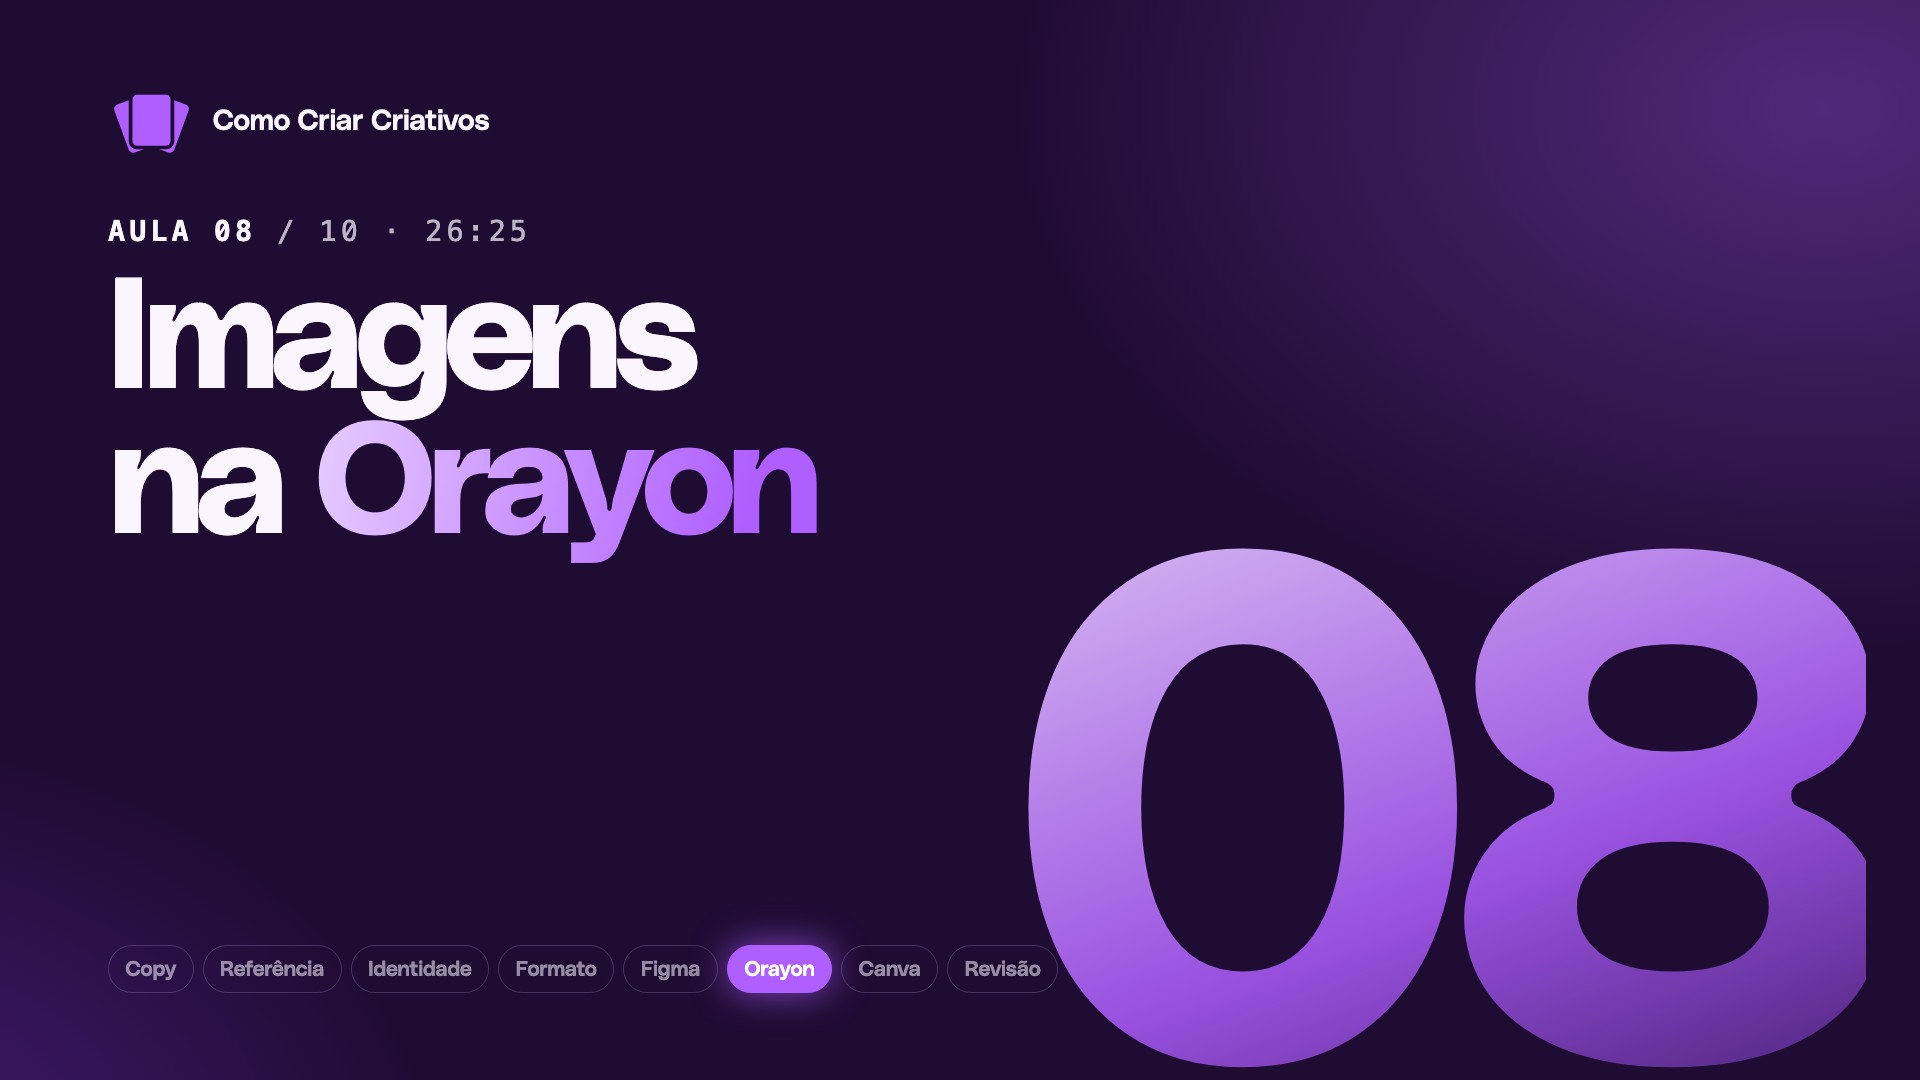 Como Criar Criativos
AULA 08 / 10 · 26:25
Imagens
na Orayon
08
Copy Referência Identidade Formato Figma Orayon Canva Revisão